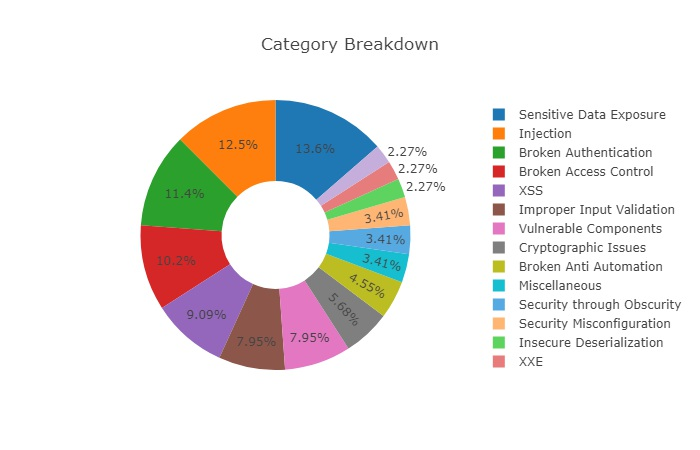 Category Breakdown
13.6%
2.27%
2.27%
2.27%
3.41%
3.41%
3.41%
4.55%
5.68%
7.95%
7.95%
9.09%
10.2%
11.4%
12.5%
Sensitive Data Exposure
Injection
Broken Authentication
Broken Access Control
XSS
Improper Input Validation
Vulnerable Components
Cryptographic Issues
Broken Anti Automation
Miscellaneous
Security through Obscurity
Security Misconfiguration
Insecure Deserialization
XXE